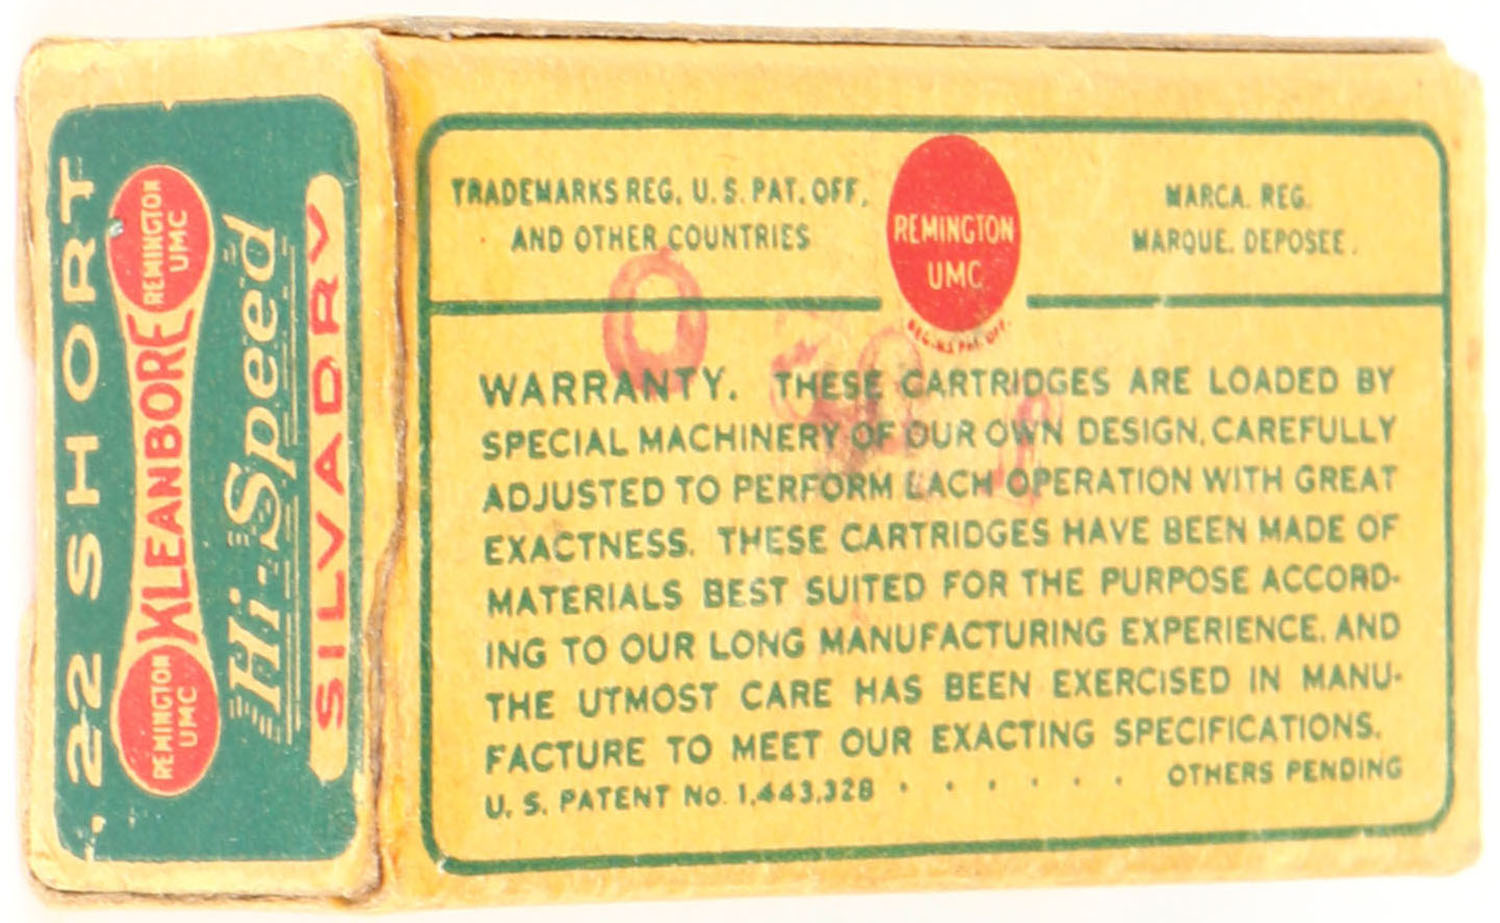 .22 SHORT
REMINGTON
UMC
KLEANBORE
REMINGTON
UMC
Hi-Speed
SILVADRY
TRADEMARKS REG. U. S. PAT. OFF.
AND OTHER COUNTRIES
REMINGTON
UMC
REG. U.S. PAT. OFF.
MARCA. REG.
MARQUE. DEPOSEE.
WARRANTY. THESE CARTRIDGES ARE LOADED BY
SPECIAL MACHINERY OF OUR OWN DESIGN, CAREFULLY
ADJUSTED TO PERFORM EACH OPERATION WITH GREAT
EXACTNESS. THESE CARTRIDGES HAVE BEEN MADE OF
MATERIALS BEST SUITED FOR THE PURPOSE ACCORD-
ING TO OUR LONG MANUFACTURING EXPERIENCE, AND
THE UTMOST CARE HAS BEEN EXERCISED IN MANU-
FACTURE TO MEET OUR EXACTING SPECIFICATIONS.
U. S. PATENT No. 1,443,328 . . . . . . OTHERS PENDING